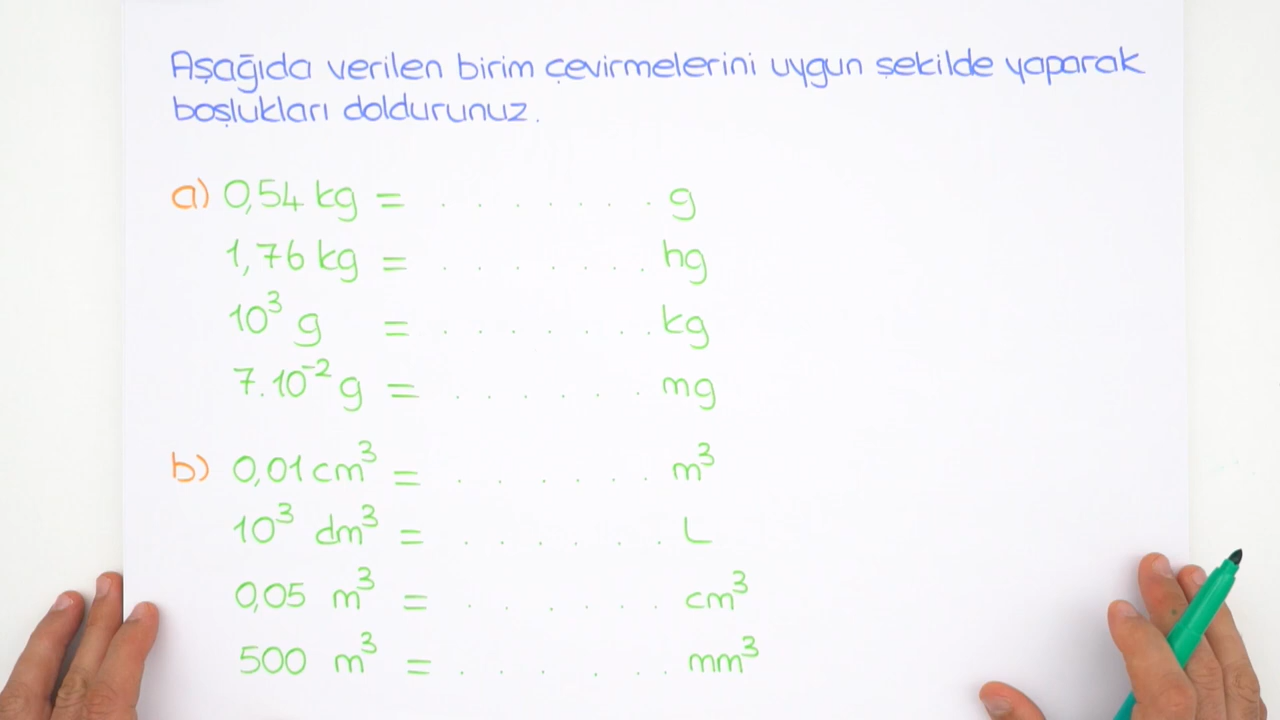 Aşağıda verilen birim çevirmelerini uygun şekilde yaparak
boşlukları doldurunuz.
a) 0,54 kg = . . . . . . . g
1,76 kg = . . . . . . . hg
10³ g = . . . . . . . kg
7.10⁻² g = . . . . . . mg
b) 0,01 cm³ = . . . . . . m³
10³ dm³ = . . . . . . L
0,05 m³ = . . . . . . cm³
500 m³ = . . . . . . mm³